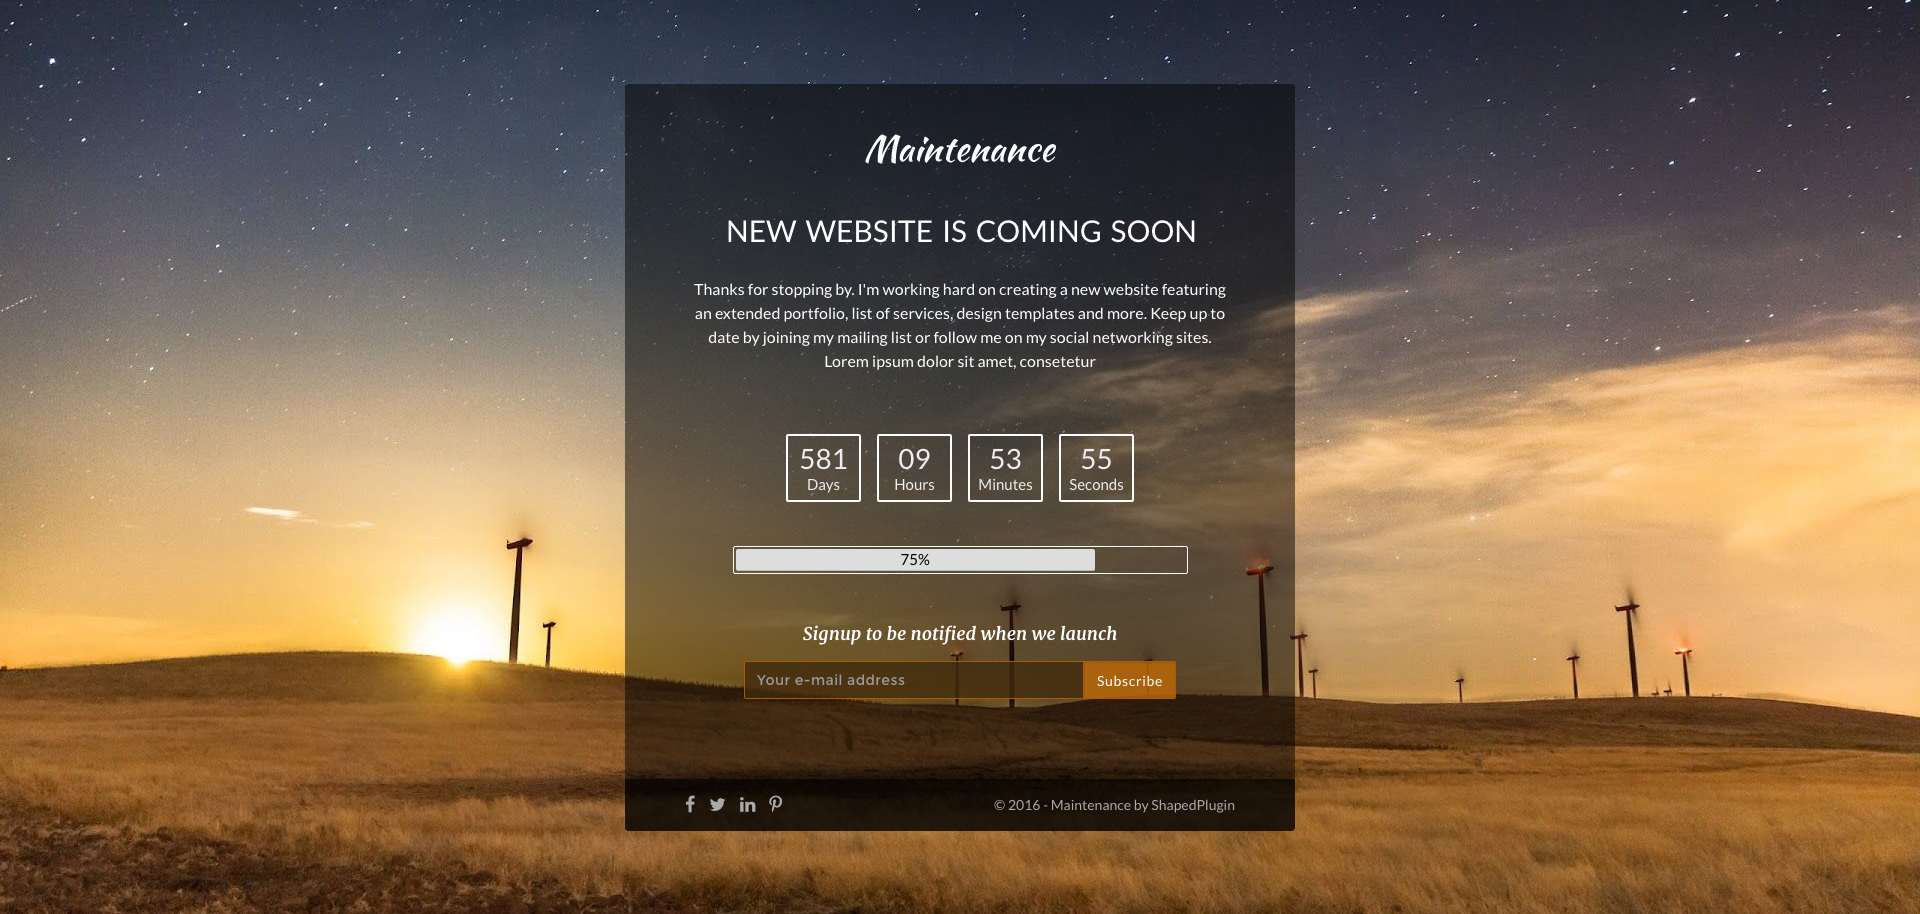 Maintenance
NEW WEBSITE IS COMING SOON
Thanks for stopping by. I'm working hard on creating a new website featuring
an extended portfolio, list of services, design templates and more. Keep up to
date by joining my mailing list or follow me on my social networking sites.
Lorem ipsum dolor sit amet, consetetur
581 09 53 55
Days Hours Minutes Seconds
75%
Signup to be notified when we launch
Your e-mail address Subscribe
© 2016 - Maintenance by ShapedPlugin